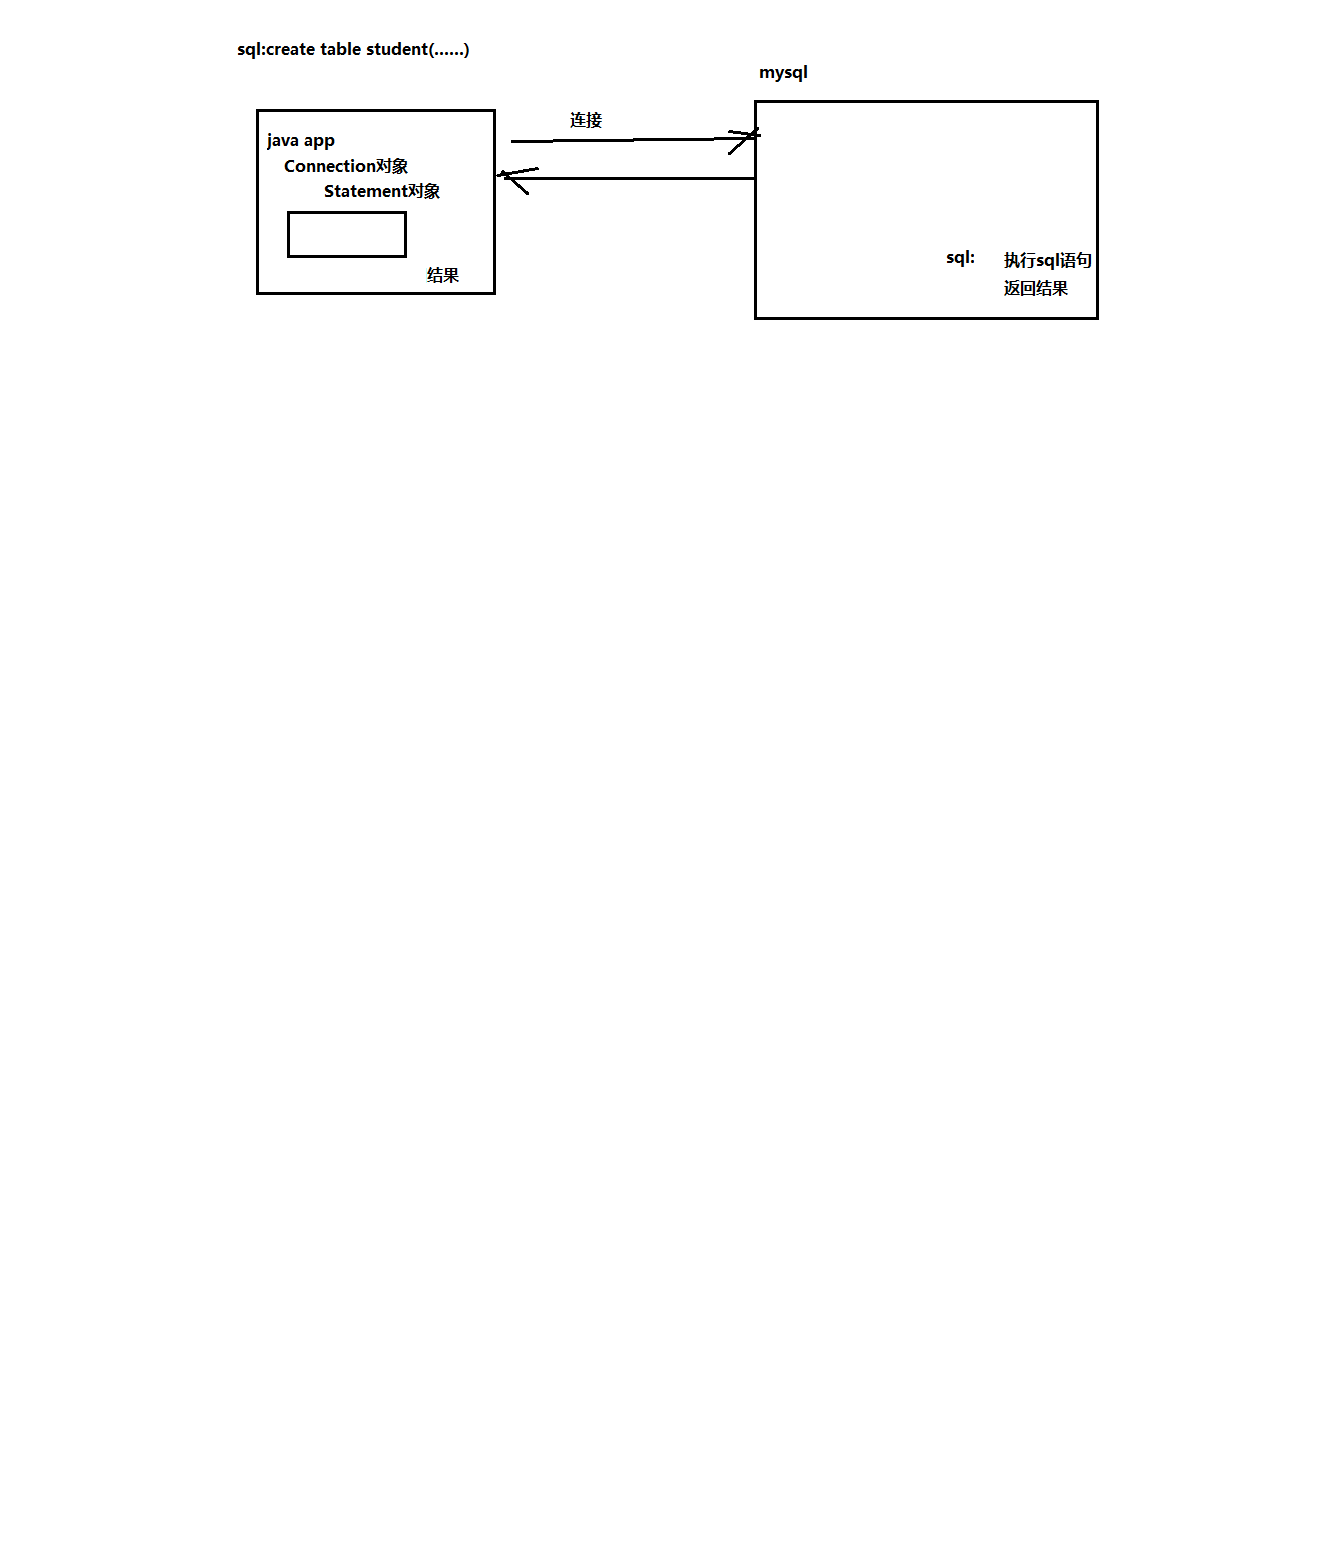 sql:create table student(......)
mysql
连接
java app
Connection对象
Statement对象
结果
sql:
执行sql语句
返回结果